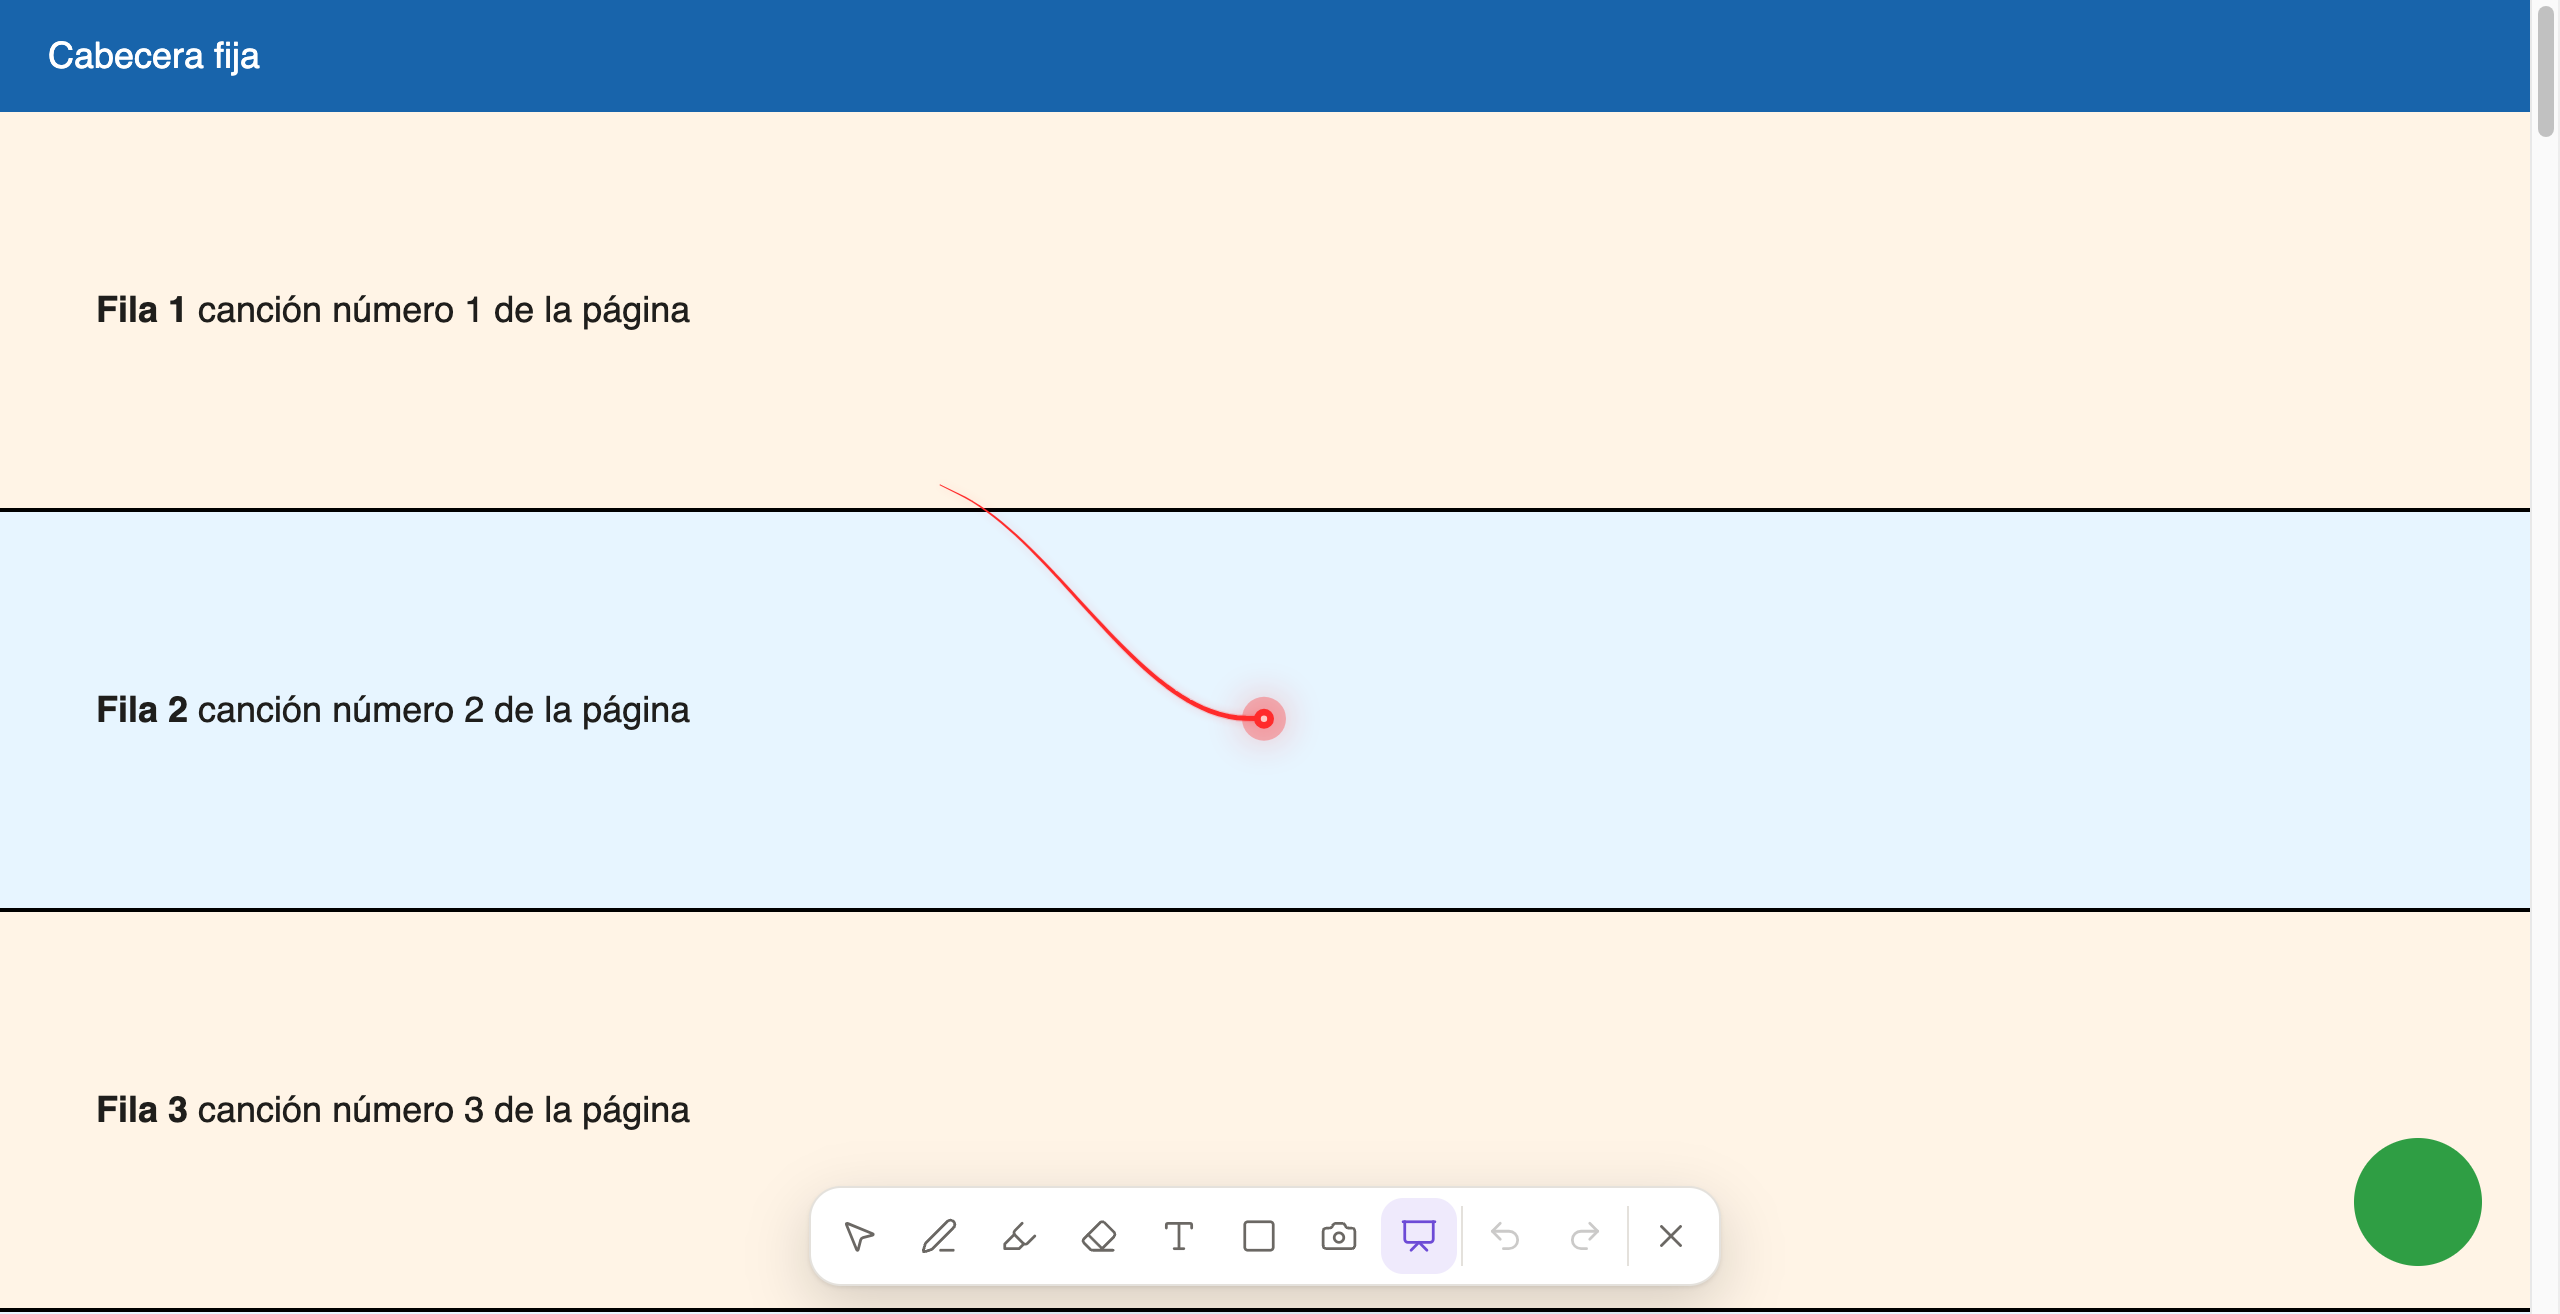 Cabecera fija
Fila 1 canción número 1 de la página
Fila 2 canción número 2 de la página
Fila 3 canción número 3 de la página